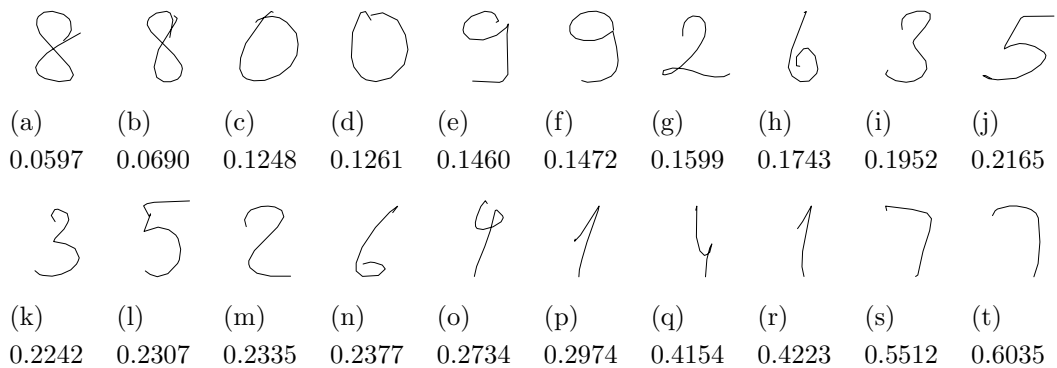 8 8 0 0 9 9 2 6 3 5
(a) (b) (c) (d) (e) (f) (g) (h) (i) (j)
0.0597 0.0690 0.1248 0.1261 0.1460 0.1472 0.1599 0.1743 0.1952 0.2165
3 5 2 6 4 1 4 1 7 7
(k) (l) (m) (n) (o) (p) (q) (r) (s) (t)
0.2242 0.2307 0.2335 0.2377 0.2734 0.2974 0.4154 0.4223 0.5512 0.6035